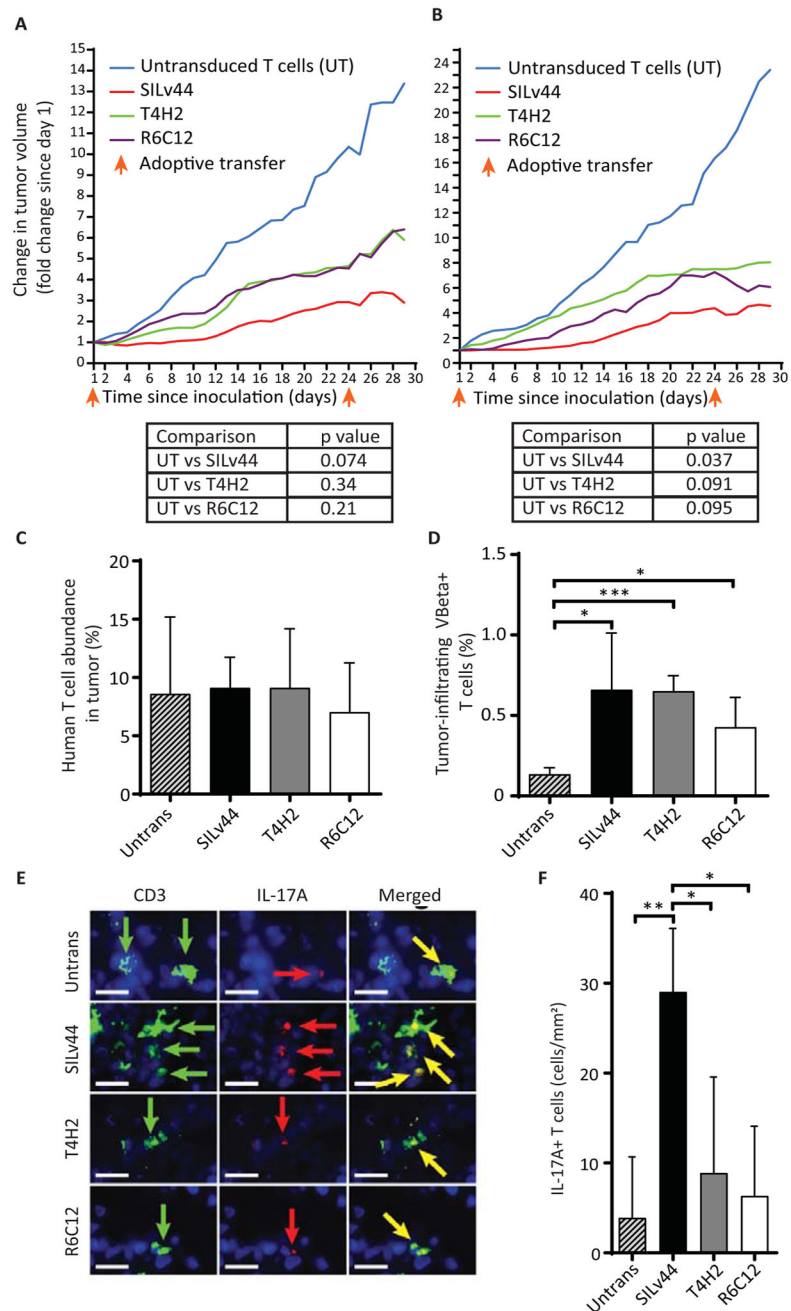 A
Change in tumor volume
(fold change since day 1)
15
14
13
12
11
10
9
8
7
6
5
4
3
2
1
0
Untransduced T cells (UT)
SILv44
T4H2
R6C12
Adoptive transfer
1 2 4 6 8 10 12 14 16 18 20 22 24 26 28 30
Time since inoculation (days)
Comparison p value
UT vs SILv44 0.074
UT vs T4H2 0.34
UT vs R6C12 0.21
B
24
22
20
18
16
14
12
10
8
6
4
2
0
Untransduced T cells (UT)
SILv44
T4H2
R6C12
Adoptive transfer
1 2 4 6 8 10 12 14 16 18 20 22 24 26 28 30
Time since inoculation (days)
Comparison p value
UT vs SILv44 0.037
UT vs T4H2 0.091
UT vs R6C12 0.095
C
Human T cell abundance
in tumor (%)
20
15
10
5
0
Untrans
SILv44
T4H2
R6C12
D
Tumor-infiltrating VBeta+
T cells (%)
1.5
1.0
0.5
0
*
***
*
Untrans
SILv44
T4H2
R6C12
E
CD3 IL-17A Merged
Untrans
SILv44
T4H2
R6C12
F
IL-17A+ T cells (cells/mm²)
40
30
20
10
0
*
** *
Untrans
SILv44
T4H2
R6C12